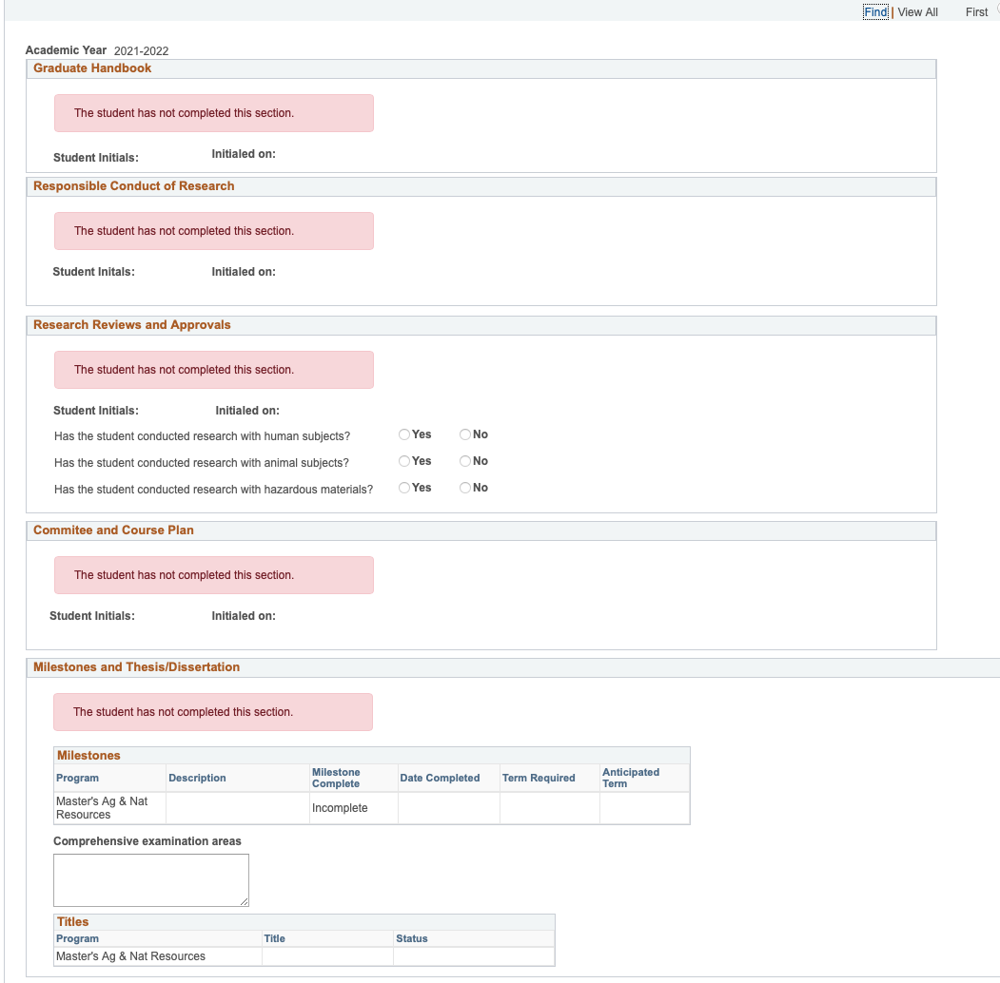 Find | View All First
Academic Year 2021-2022
Graduate Handbook
The student has not completed this section.
Student Initials: Initialed on:
Responsible Conduct of Research
The student has not completed this section.
Student Initals: Initialed on:
Research Reviews and Approvals
The student has not completed this section.
Student Initials: Initialed on:
Has the student conducted research with human subjects? Yes No
Has the student conducted research with animal subjects? Yes No
Has the student conducted research with hazardous materials? Yes No
Commitee and Course Plan
The student has not completed this section.
Student Initials: Initialed on:
Milestones and Thesis/Dissertation
The student has not completed this section.
Milestones
Program Description Milestone Complete Date Completed Term Required Anticipated Term
Master's Ag & Nat Resources Incomplete
Comprehensive examination areas
Titles
Program Title Status
Master's Ag & Nat Resources